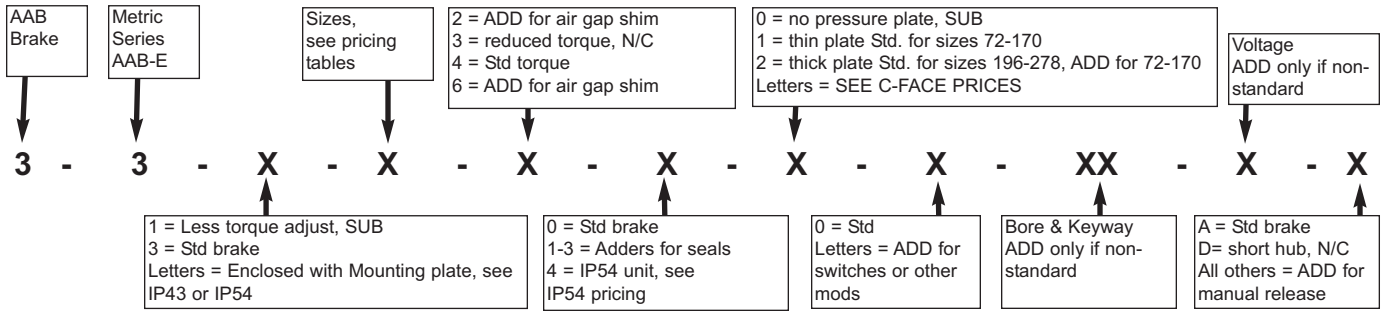 AAB
Brake
Metric
Series
AAB-E
Sizes,
see pricing
tables
2 = ADD for air gap shim
3 = reduced torque, N/C
4 = Std torque
6 = ADD for air gap shim
0 = no pressure plate, SUB
1 = thin plate Std. for sizes 72-170
2 = thick plate Std. for sizes 196-278, ADD for 72-170
Letters = SEE C-FACE PRICES
Voltage
ADD only if non-
standard
3 - 3 - X - X - X - X - X - X - XX - X - X
1 = Less torque adjust, SUB
3 = Std brake
Letters = Enclosed with Mounting plate, see
IP43 or IP54
0 = Std brake
1-3 = Adders for seals
4 = IP54 unit, see
IP54 pricing
0 = Std
Letters = ADD for
switches or other
mods
Bore & Keyway
ADD only if non-
standard
A = Std brake
D= short hub, N/C
All others = ADD for
manual release